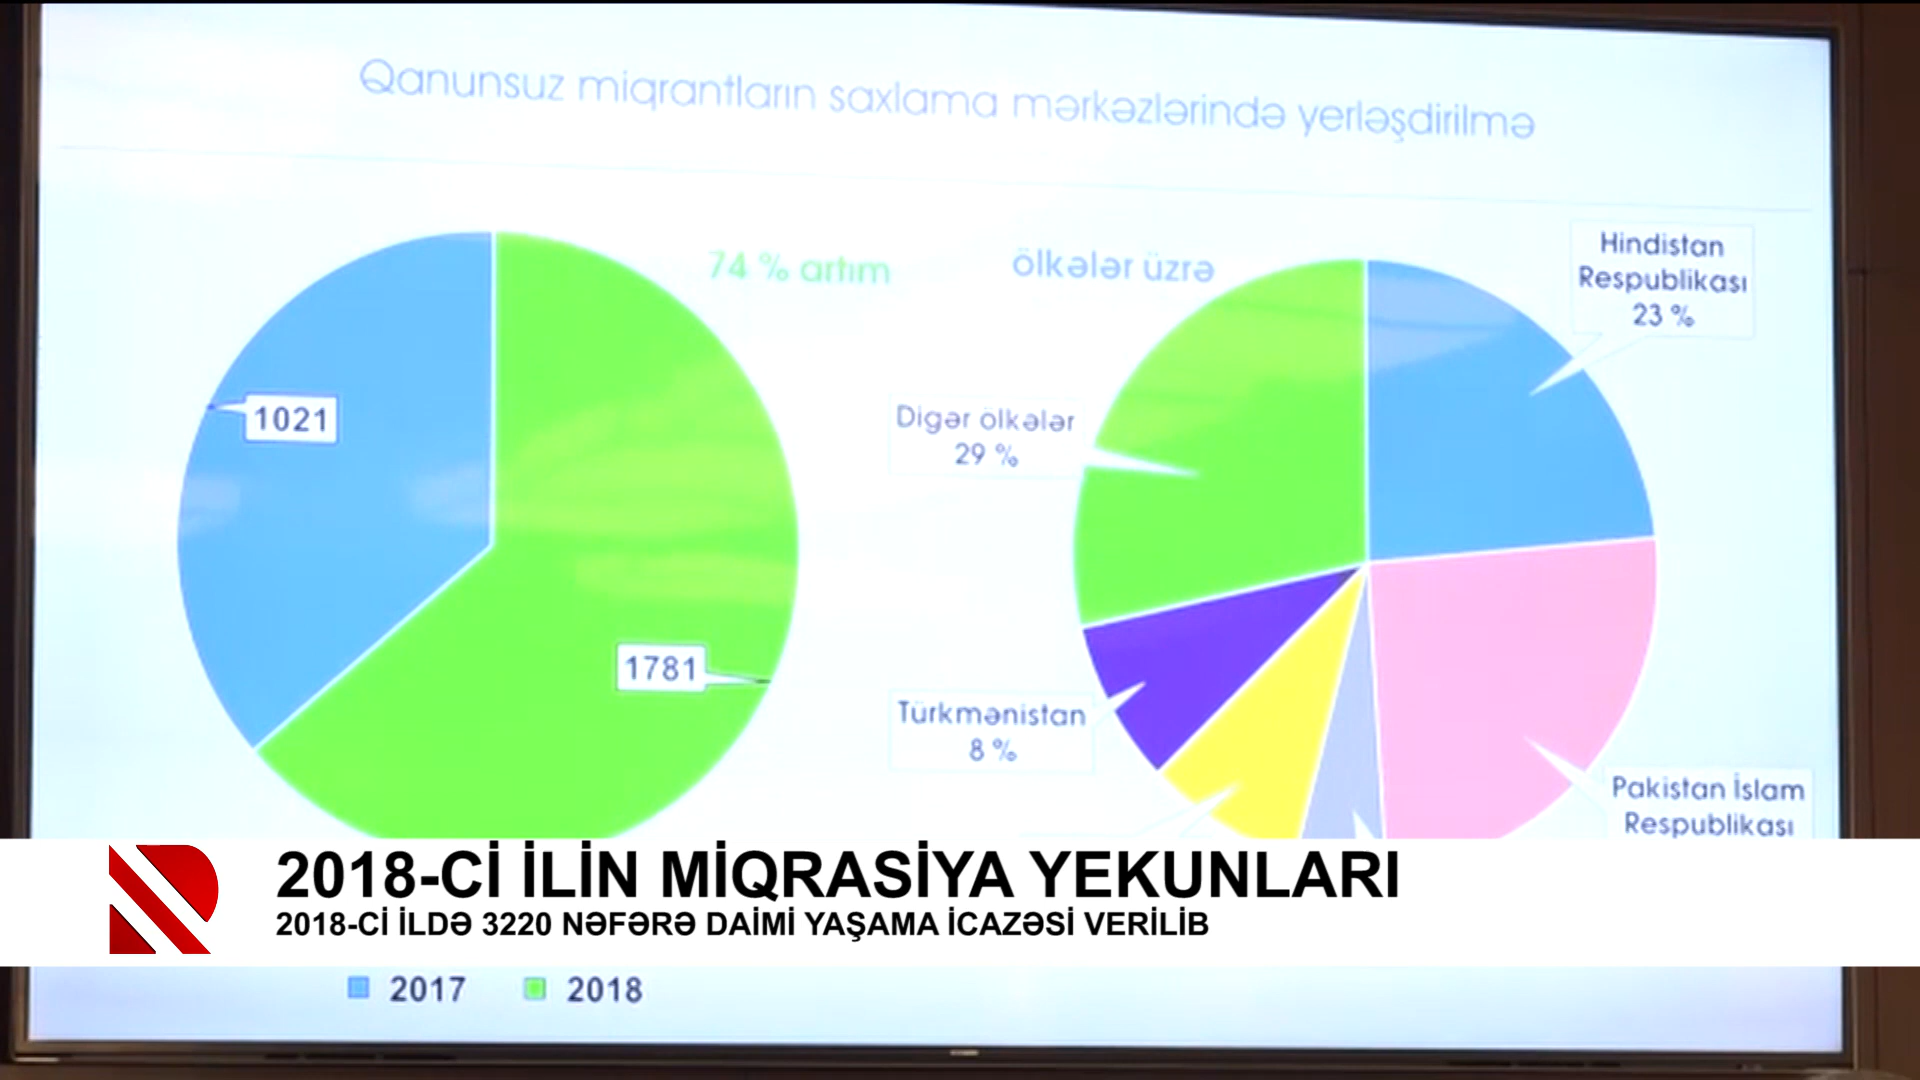 Qanunsuz miqrantların saxlama mərkəzlərində yerləşdirilmə
74 % artım
ölkələr üzrə
Hindistan
Respublikası
23 %
1021
Digər ölkələr
29 %
1781
Türkmənistan
8 %
Pakistan İslam
Respublikası
2018-Cİ İLİN MİQRASİYA YEKUNLARI
2018-Cİ İLDƏ 3220 NƏFƏRƏ DAİMİ YAŞAMA İCAZƏSİ VERİLİB
2017
2018